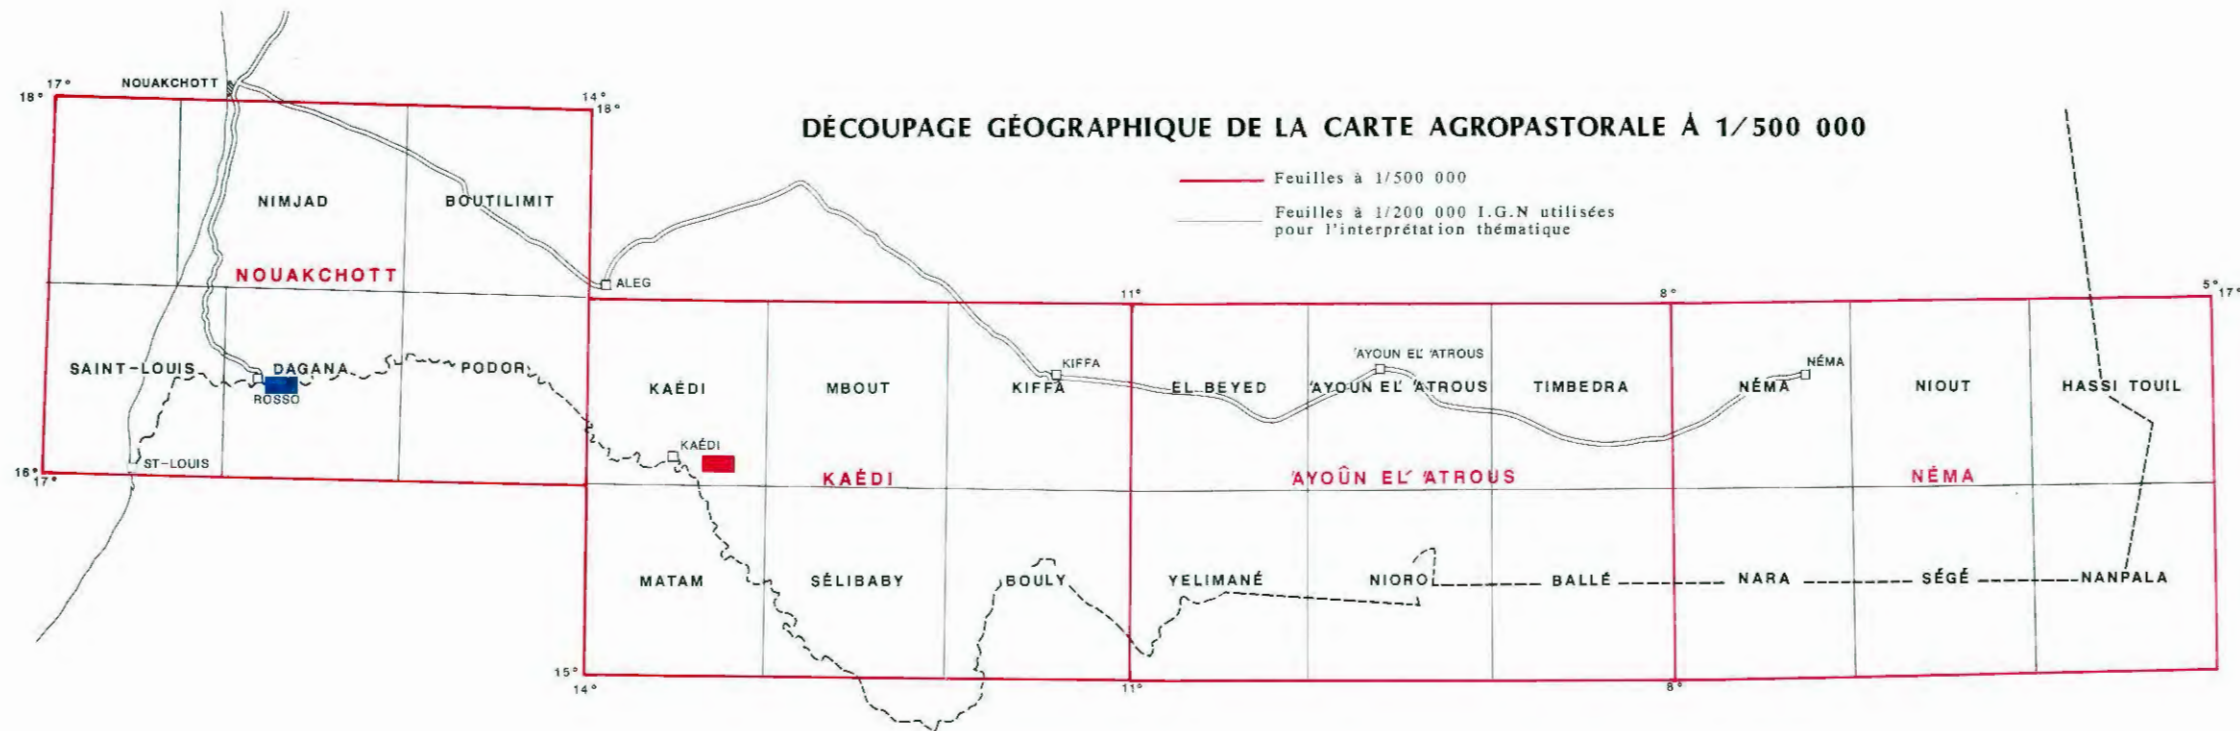 NOUAKCHOTT
17°
18°
14°
18°
DÉCOUPAGE GÉOGRAPHIQUE DE LA CARTE AGROPASTORALE À 1/500 000
Feuilles à 1/500 000
Feuilles à 1/200 000 I.G.N utilisées
pour l'interprétation thématique
NIMJAD
BOUTILIMIT
NOUAKCHOTT
ALEG
11°
8°
5°
17°
SAINT-LOUIS
DAGANA
PODOR
ROSSO
KAÉDI
MBOUT
KIFFA
KIFFA
EL BEYED
'AYOUN EL 'ATROUS
'AYOUN EL' 'ATROUS
TIMBEDRA
NÉMA
NÉMA
NIOUT
HASSI TOUIL
KAÉDI
ST-LOUIS
16°
17°
KAÉDI
'AYOÛN EL' 'ATROUS
NÉMA
MATAM
SÉLIBABY
BOULY
YELIMANÉ
NIORO
BALLÉ
NARA
SÉGÉ
NANPALA
15°
14°
11°
8°